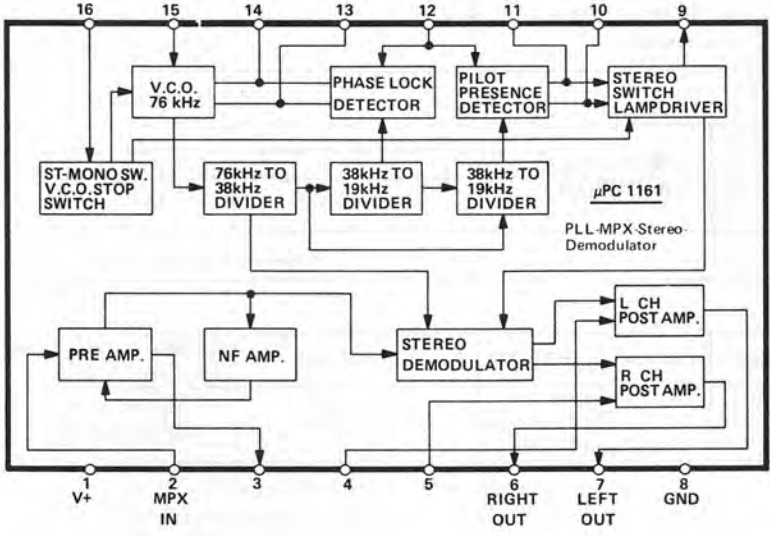 16 15 14 13 12 11 10 9
V.C.O.
76 kHz
PHASE LOCK
DETECTOR
PILOT
PRESENCE
DETECTOR
STEREO
SWITCH
LAMP DRIVER
ST-MONO SW.
V.C.O. STOP
SWITCH
76kHz TO
38kHz
DIVIDER
38kHz TO
19kHz
DIVIDER
38kHz TO
19kHz
DIVIDER
μPC 1161
PLL-MPX-Stereo-
Demodulator
PRE AMP.
NF AMP.
STEREO
DEMODULATOR
L CH
POST AMP.
R CH
POST AMP.
1 2 3 4 5 6 7 8
V+ MPX RIGHT LEFT GND
IN OUT OUT